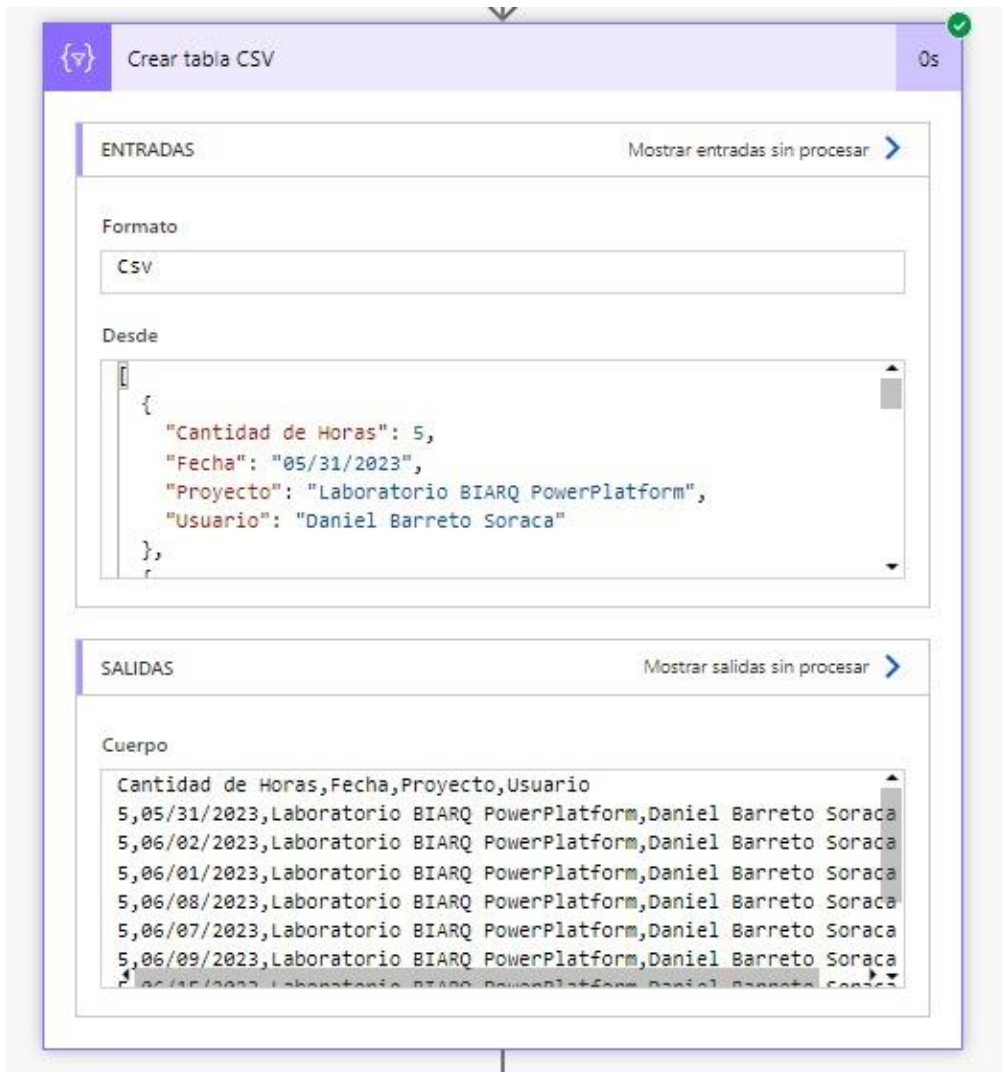 Crear tabla CSV
0s
ENTRADAS
Mostrar entradas sin procesar
Formato
Csv
Desde
[
{
"Cantidad de Horas": 5,
"Fecha": "05/31/2023",
"Proyecto": "Laboratorio BIARQ PowerPlatform",
"Usuario": "Daniel Barreto Soraca"
},
{
SALIDAS
Mostrar salidas sin procesar
Cuerpo
Cantidad de Horas,Fecha,Proyecto,Usuario
5,05/31/2023,Laboratorio BIARQ PowerPlatform,Daniel Barreto Soraca
5,06/02/2023,Laboratorio BIARQ PowerPlatform,Daniel Barreto Soraca
5,06/01/2023,Laboratorio BIARQ PowerPlatform,Daniel Barreto Soraca
5,06/08/2023,Laboratorio BIARQ PowerPlatform,Daniel Barreto Soraca
5,06/07/2023,Laboratorio BIARQ PowerPlatform,Daniel Barreto Soraca
5,06/09/2023,Laboratorio BIARQ PowerPlatform,Daniel Barreto Soraca